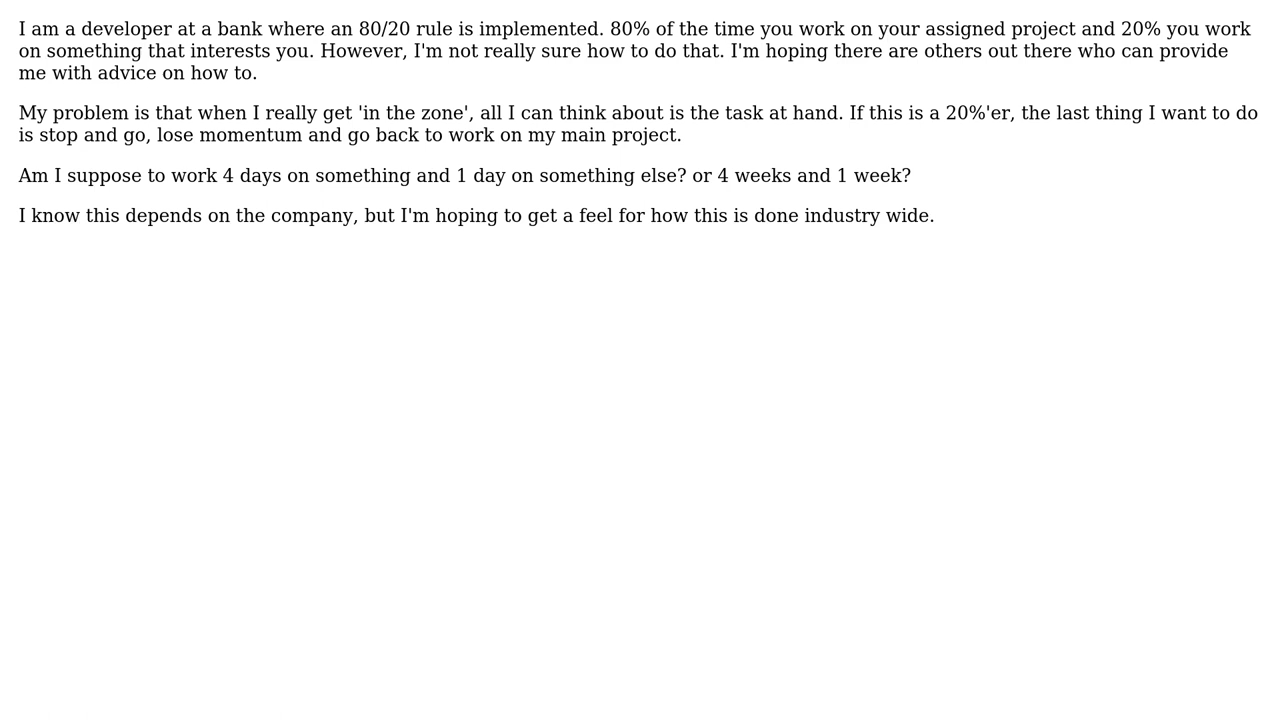 I am a developer at a bank where an 80/20 rule is implemented. 80% of the time you work on your assigned project and 20% you work
on something that interests you. However, I'm not really sure how to do that. I'm hoping there are others out there who can provide
me with advice on how to.
My problem is that when I really get 'in the zone', all I can think about is the task at hand. If this is a 20%'er, the last thing I want to do
is stop and go, lose momentum and go back to work on my main project.
Am I suppose to work 4 days on something and 1 day on something else? or 4 weeks and 1 week?
I know this depends on the company, but I'm hoping to get a feel for how this is done industry wide.